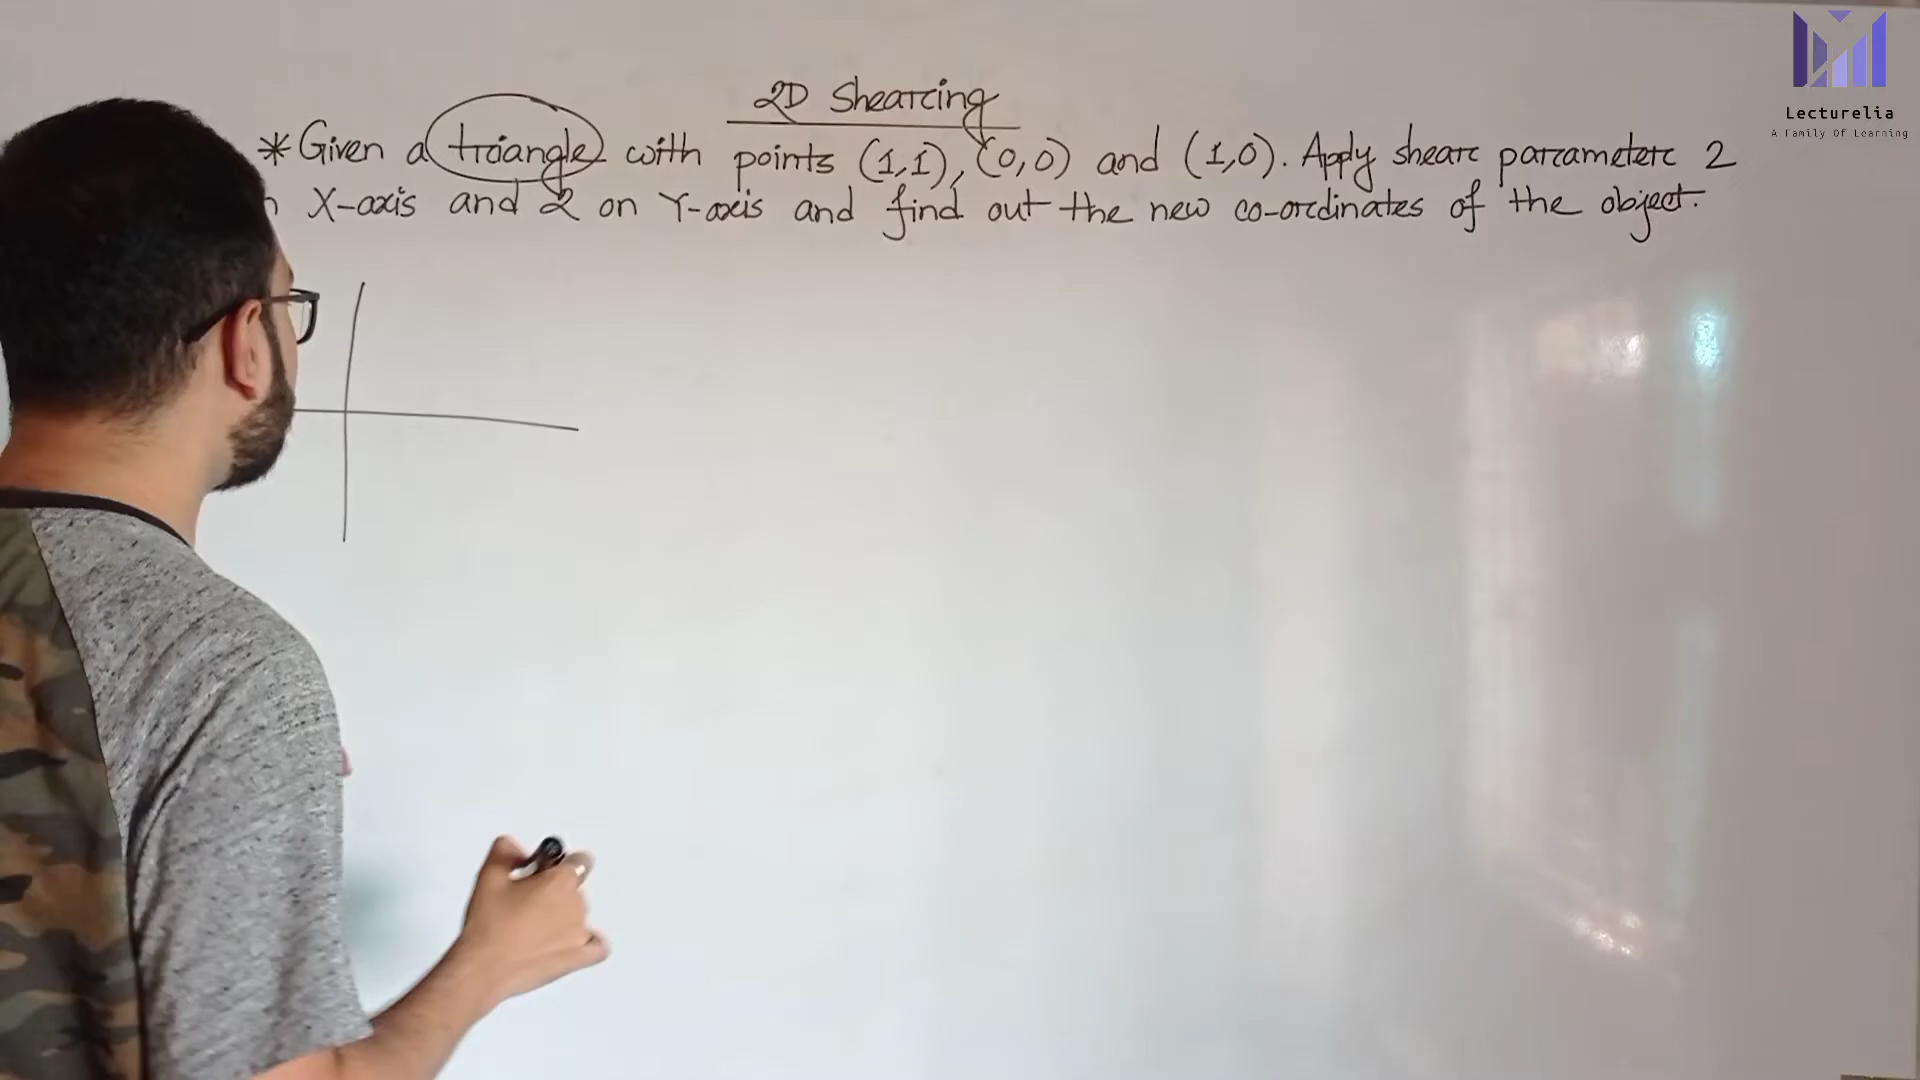 2D Shearing
*Given a triangle with points (1,1), (0,0) and (1,0). Apply shear parameter 2
X-axis and 2 on Y-axis and find out the new co-ordinates of the object.
Lecturelia
A Family Of Learning